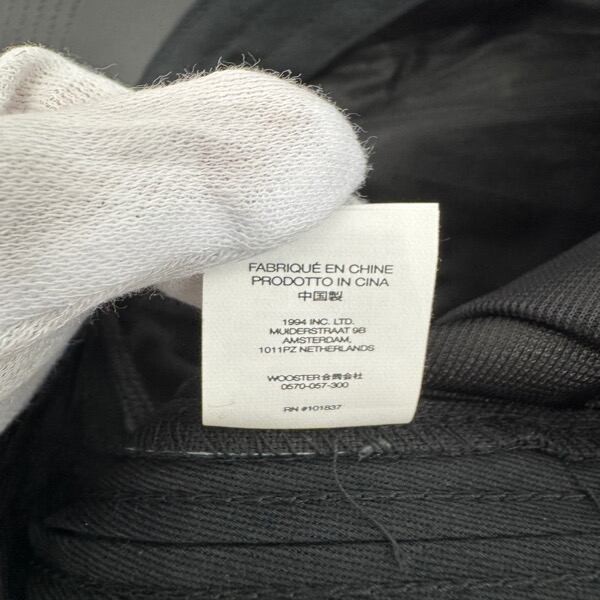 FABRIQUÉ EN CHINE
PRODOTTO IN CINA
中国製
1994 INC. LTD.
MUIDERSTRAAT 9B
AMSTERDAM,
1011PZ NETHERLANDS
WOOSTER合同会社
0570-057-300
RN #101837